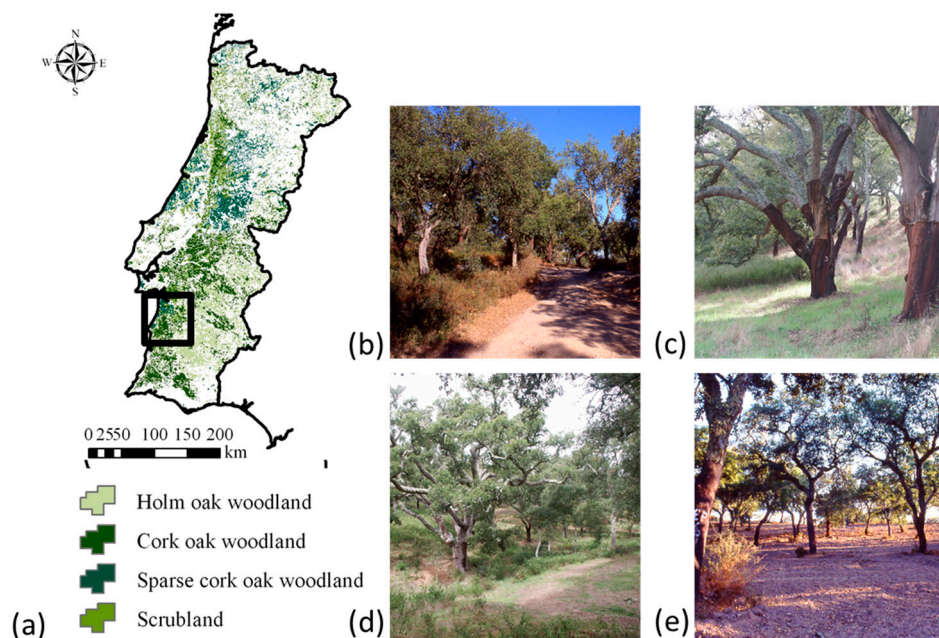 N
W E
S
0 2550 100 150 200
km
Holm oak woodland
Cork oak woodland
Sparse cork oak woodland
Scrubland
(a)
(b)
(c)
(d)
(e)